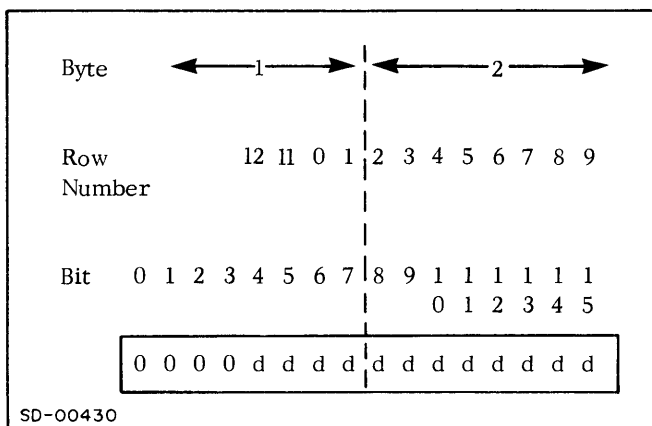 Byte 1 2
Row 12 11 0 1 2 3 4 5 6 7 8 9
Number
Bit 0 1 2 3 4 5 6 7 8 9 1 1 1 1 1 1
0 1 2 3 4 5
0 0 0 0 d d d d d d d d d d d d
SD-00430